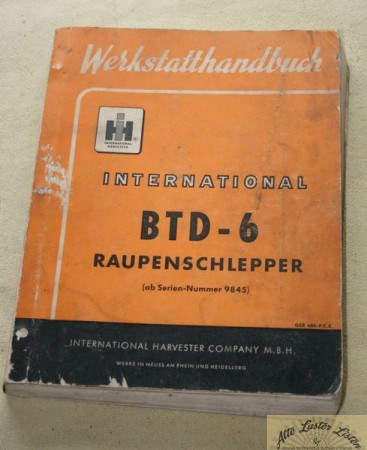 Werkstatthandbuch
IH
INTERNATIONAL
HARVESTER
INTERNATIONAL
BTD-6
RAUPENSCHLEPPER
(ab Serien-Nummer 9845)
INTERNATIONAL HARVESTER COMPANY M.B.H.
WERKE IN NEUSS AM RHEIN UND HEIDELBERG
Alte Laster Listen